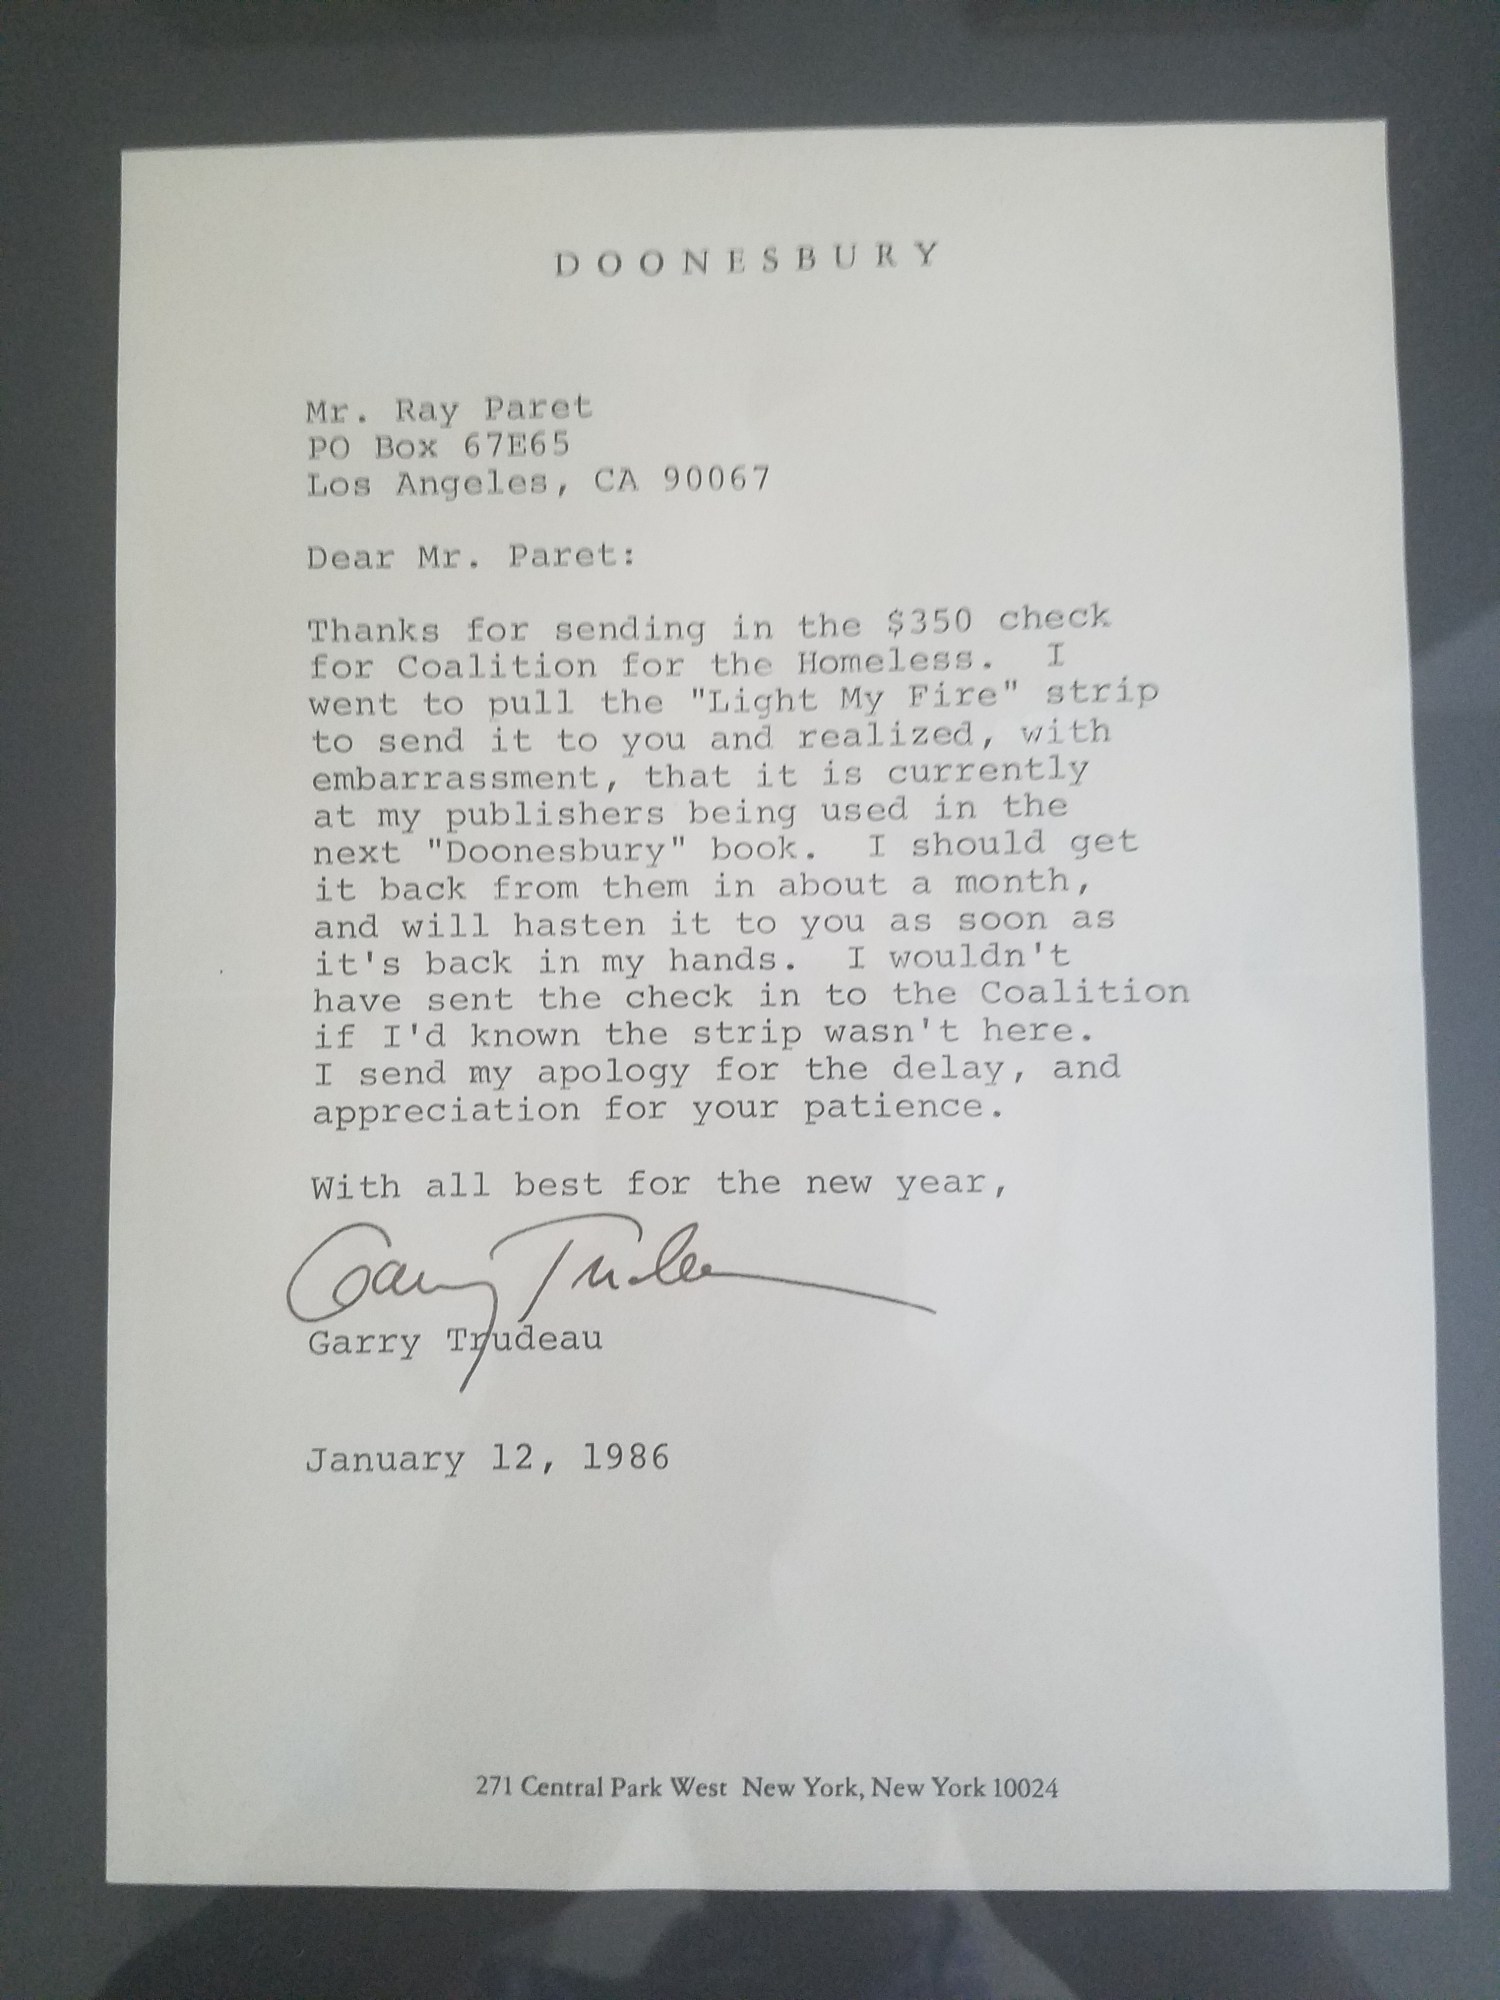 DOONESBURY
Mr. Ray Paret
PO Box 67E65
Los Angeles, CA 90067
Dear Mr. Paret:
Thanks for sending in the $350 check
for Coalition for the Homeless. I
went to pull the "Light My Fire" strip
to send it to you and realized, with
embarrassment, that it is currently
at my publishers being used in the
next "Doonesbury" book. I should get
it back from them in about a month,
and will hasten it to you as soon as
it's back in my hands. I wouldn't
have sent the check in to the Coalition
if I'd known the strip wasn't here.
I send my apology for the delay, and
appreciation for your patience.
With all best for the new year,
Garry Trudeau
Garry Trudeau
January 12, 1986
271 Central Park West New York, New York 10024